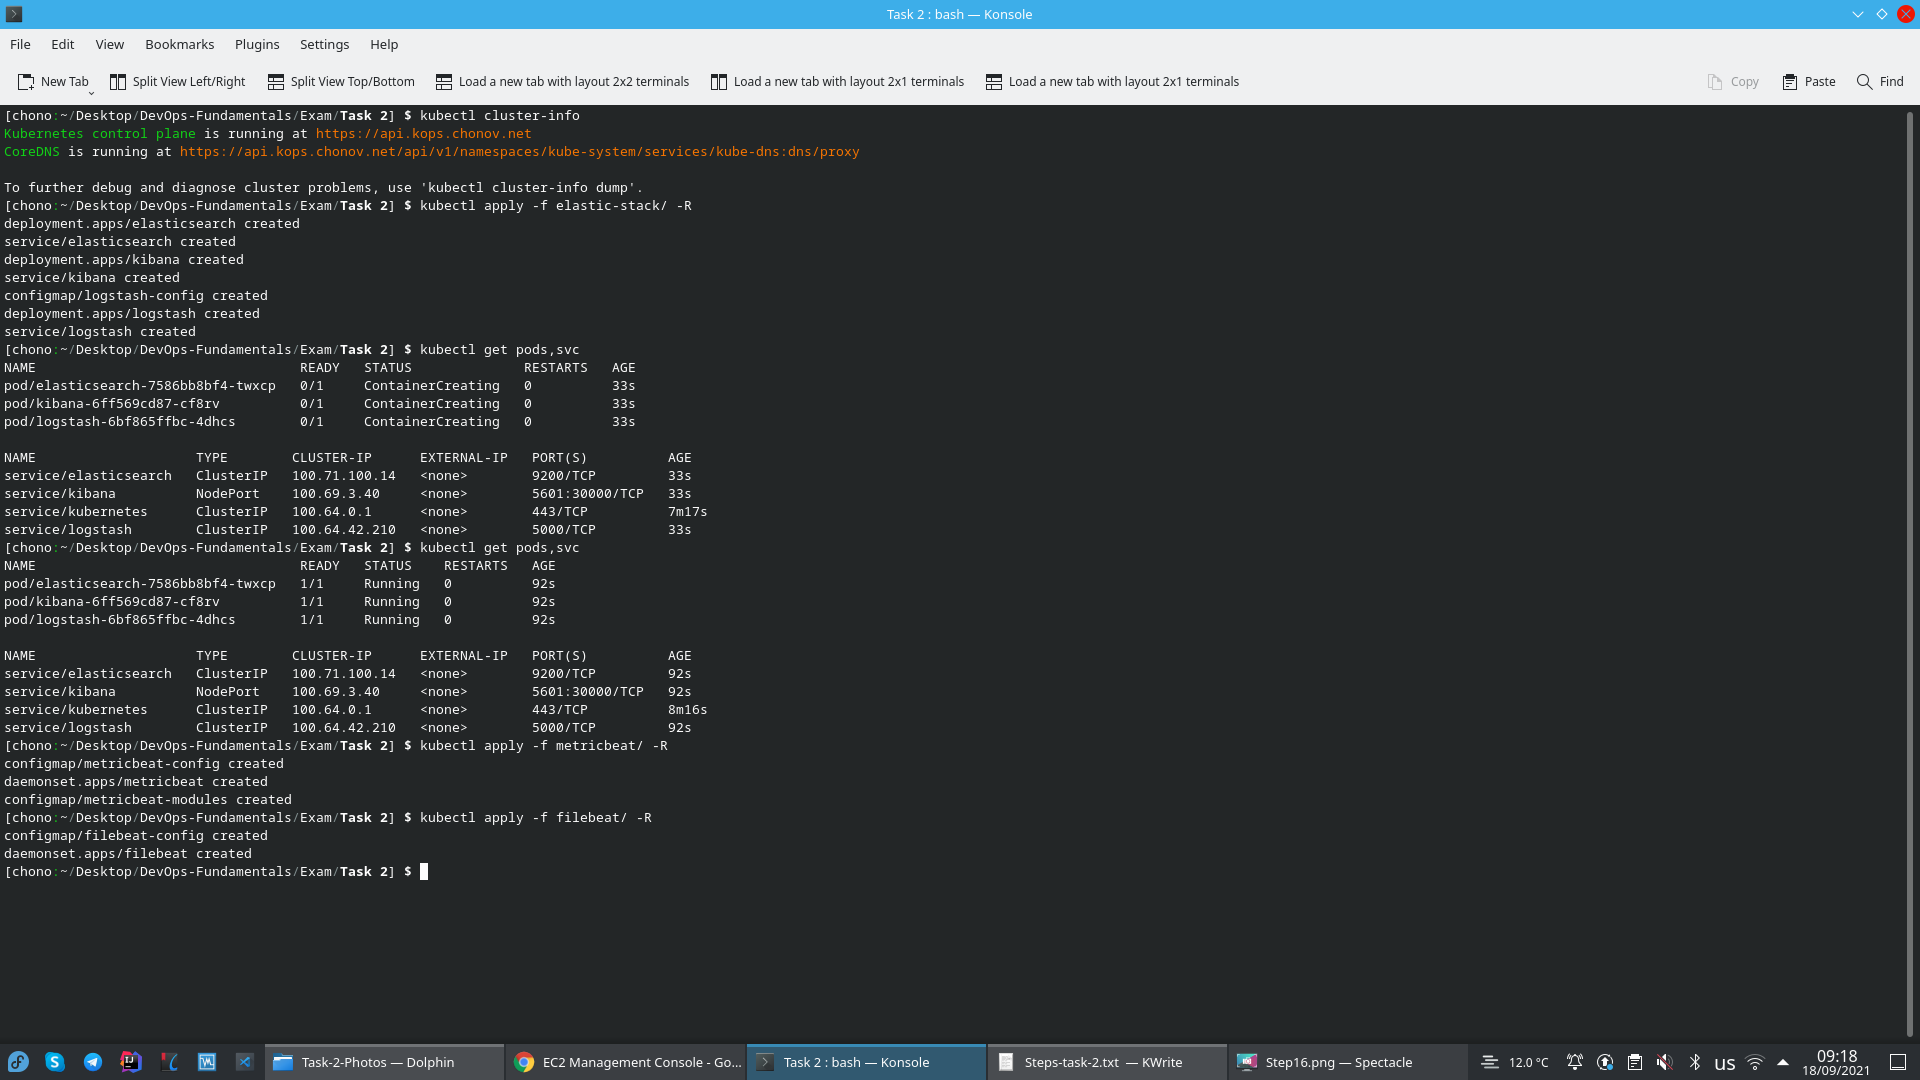 Task 2 : bash — Konsole
File Edit View Bookmarks Plugins Settings Help
New Tab Split View Left/Right Split View Top/Bottom Load a new tab with layout 2x2 terminals Load a new tab with layout 2x1 terminals Load a new tab with layout 2x1 terminals Copy Paste Find
[chono:~/Desktop/DevOps-Fundamentals/Exam/Task 2] $ kubectl cluster-info
Kubernetes control plane is running at https://api.kops.chonov.net
CoreDNS is running at https://api.kops.chonov.net/api/v1/namespaces/kube-system/services/kube-dns:dns/proxy
To further debug and diagnose cluster problems, use 'kubectl cluster-info dump'.
[chono:~/Desktop/DevOps-Fundamentals/Exam/Task 2] $ kubectl apply -f elastic-stack/ -R
deployment.apps/elasticsearch created
service/elasticsearch created
deployment.apps/kibana created
service/kibana created
configmap/logstash-config created
deployment.apps/logstash created
service/logstash created
[chono:~/Desktop/DevOps-Fundamentals/Exam/Task 2] $ kubectl get pods,svc
NAME READY STATUS RESTARTS AGE
pod/elasticsearch-7586bb8bf4-twxcp 0/1 ContainerCreating 0 33s
pod/kibana-6ff569cd87-cf8rv 0/1 ContainerCreating 0 33s
pod/logstash-6bf865ffbc-4dhcs 0/1 ContainerCreating 0 33s
NAME TYPE CLUSTER-IP EXTERNAL-IP PORT(S) AGE
service/elasticsearch ClusterIP 100.71.100.14 <none> 9200/TCP 33s
service/kibana NodePort 100.69.3.40 <none> 5601:30000/TCP 33s
service/kubernetes ClusterIP 100.64.0.1 <none> 443/TCP 7m17s
service/logstash ClusterIP 100.64.42.210 <none> 5000/TCP 33s
[chono:~/Desktop/DevOps-Fundamentals/Exam/Task 2] $ kubectl get pods,svc
NAME READY STATUS RESTARTS AGE
pod/elasticsearch-7586bb8bf4-twxcp 1/1 Running 0 92s
pod/kibana-6ff569cd87-cf8rv 1/1 Running 0 92s
pod/logstash-6bf865ffbc-4dhcs 1/1 Running 0 92s
NAME TYPE CLUSTER-IP EXTERNAL-IP PORT(S) AGE
service/elasticsearch ClusterIP 100.71.100.14 <none> 9200/TCP 92s
service/kibana NodePort 100.69.3.40 <none> 5601:30000/TCP 92s
service/kubernetes ClusterIP 100.64.0.1 <none> 443/TCP 8m16s
service/logstash ClusterIP 100.64.42.210 <none> 5000/TCP 92s
[chono:~/Desktop/DevOps-Fundamentals/Exam/Task 2] $ kubectl apply -f metricbeat/ -R
configmap/metricbeat-config created
daemonset.apps/metricbeat created
configmap/metricbeat-modules created
[chono:~/Desktop/DevOps-Fundamentals/Exam/Task 2] $ kubectl apply -f filebeat/ -R
configmap/filebeat-config created
daemonset.apps/filebeat created
[chono:~/Desktop/DevOps-Fundamentals/Exam/Task 2] $
Task-2-Photos — Dolphin EC2 Management Console - Go... Task 2 : bash — Konsole Steps-task-2.txt — KWrite Step16.png — Spectacle 12.0 °C us 09:18
18/09/2021